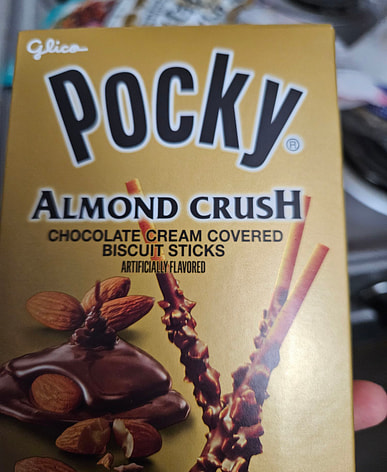 Glico
POCKY®
ALMOND CRUSH
CHOCOLATE CREAM COVERED
BISCUIT STICKS
ARTIFICIALLY FLAVORED